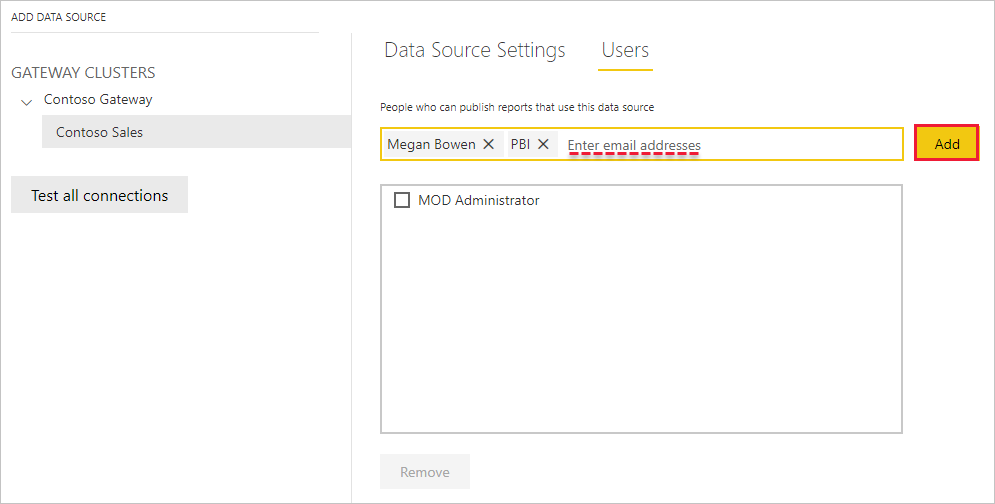 ADD DATA SOURCE
GATEWAY CLUSTERS
Contoso Gateway
Contoso Sales
Test all connections
Data Source Settings Users
People who can publish reports that use this data source
Megan Bowen PBI Enter email addresses Add
MOD Administrator
Remove